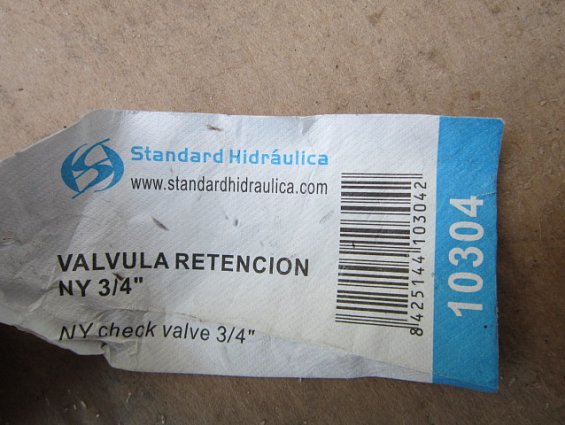 Standard Hidráulica
www.standardhidraulica.com
VALVULA RETENCION
NY 3/4"
NY check valve 3/4"
8425144103042
10304